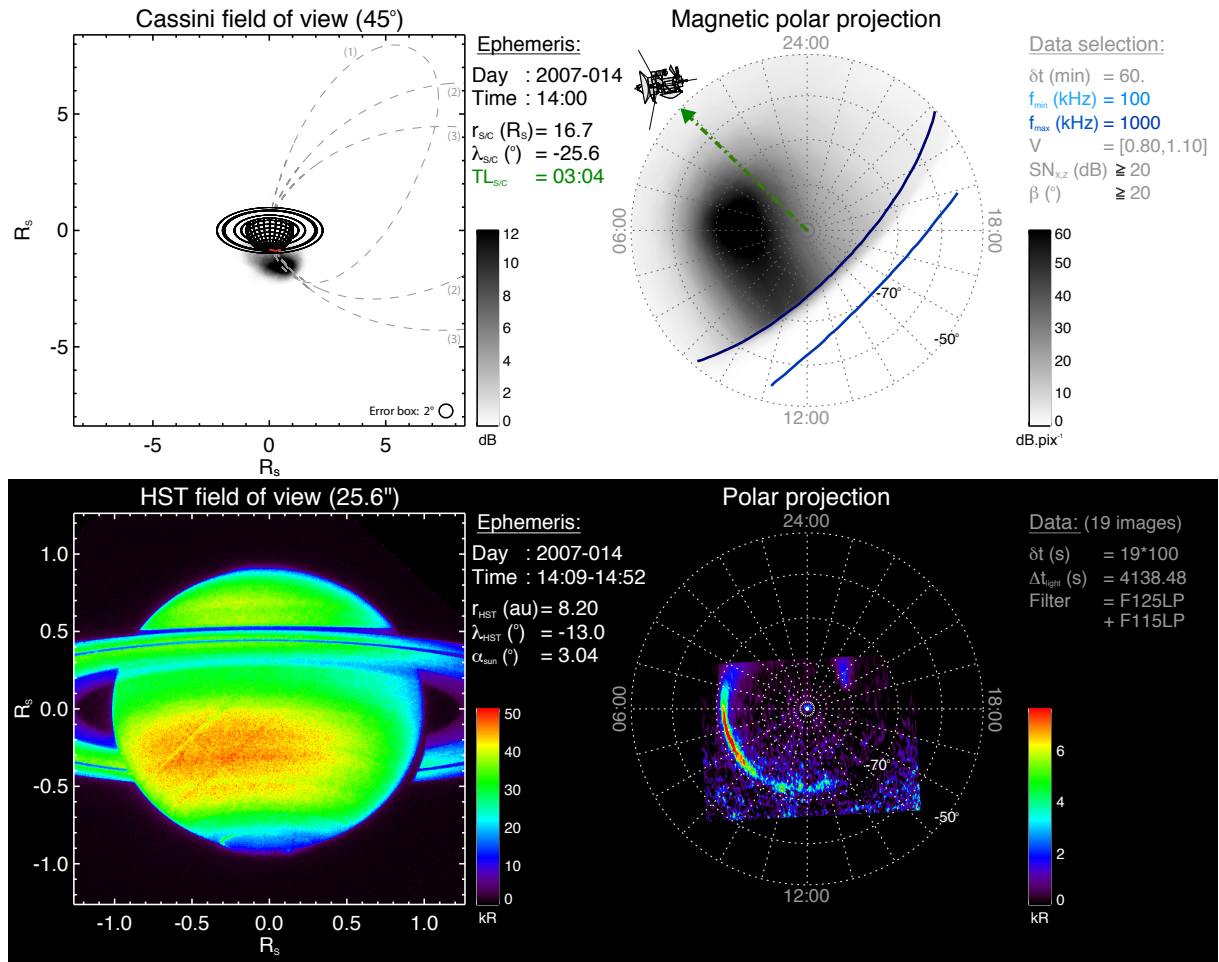 Cassini field of view (45°)
5
0
-5
R_s
-5
0
5
R_s
(1)
(2)
(3)
(2)
(3)
Error box: 2°
Ephemeris:
Day : 2007-014
Time : 14:00
r_S/C (R_s) = 16.7
λ_S/C (°) = -25.6
TL_S/C = 03:04
12
10
8
6
4
2
0
dB
Magnetic polar projection
24:00
06:00
18:00
12:00
-70°
-50°
Data selection:
δt (min) = 60.
f_min (kHz) = 100
f_max (kHz) = 1000
V = [0.80,1.10]
SN_x,z (dB) ≧ 20
β (°) ≧ 20
60
50
40
30
20
10
0
dB.pix⁻¹
HST field of view (25.6")
1.0
0.5
0.0
-0.5
-1.0
R_s
-1.0
-0.5
0.0
0.5
1.0
R_s
Ephemeris:
Day : 2007-014
Time : 14:09-14:52
r_HST (au) = 8.20
λ_HST (°) = -13.0
α_sun (°) = 3.04
50
40
30
20
10
0
kR
Polar projection
24:00
06:00
18:00
12:00
-70°
-50°
Data: (19 images)
δt (s) = 19*100
Δt_light (s) = 4138.48
Filter = F125LP
+ F115LP
6
4
2
0
kR